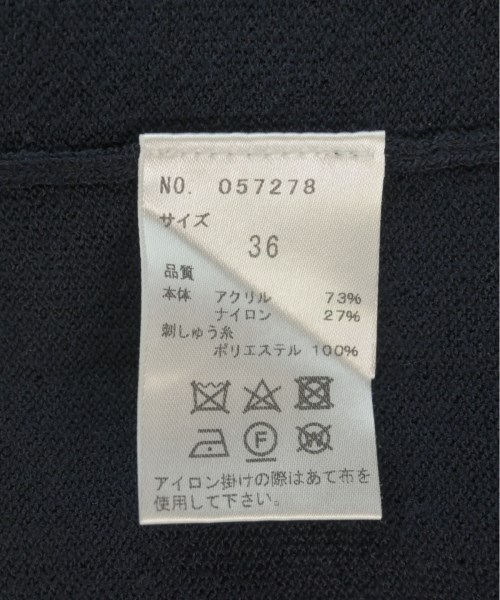 NO. 057278
サイズ
36
品質
本体 アクリル 73%
ナイロン 27%
刺しゅう糸
ポリエステル 100%
F
W
アイロン掛けの際はあて布を
使用して下さい。